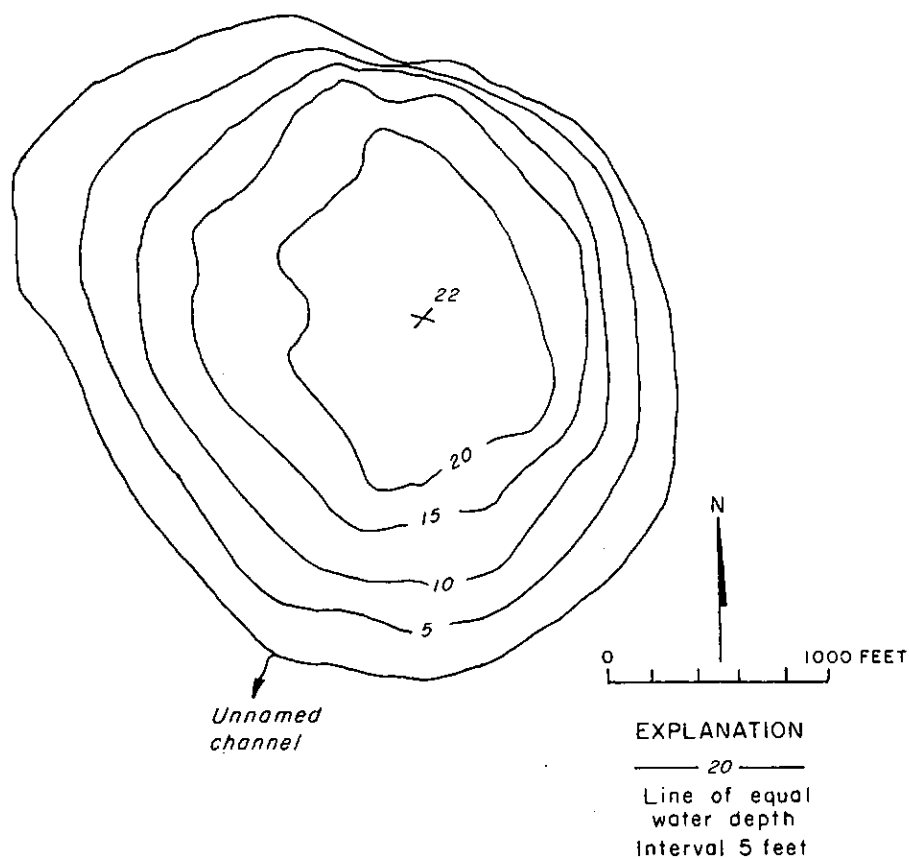 22
20
15
10
5
Unnamed
channel
N
0 1000 FEET
EXPLANATION
20
Line of equal
water depth
Interval 5 feet